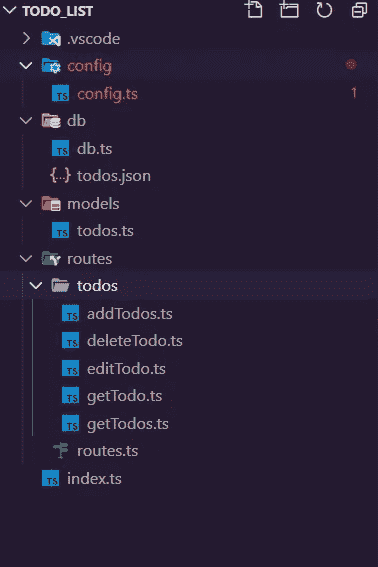 TODO_LIST
.vscode
config
TS config.ts 1
db
TS db.ts
{..} todos.json
models
TS todos.ts
routes
todos
TS addTodos.ts
TS deleteTodo.ts
TS editTodo.ts
TS getTodo.ts
TS getTodos.ts
routes.ts
TS index.ts